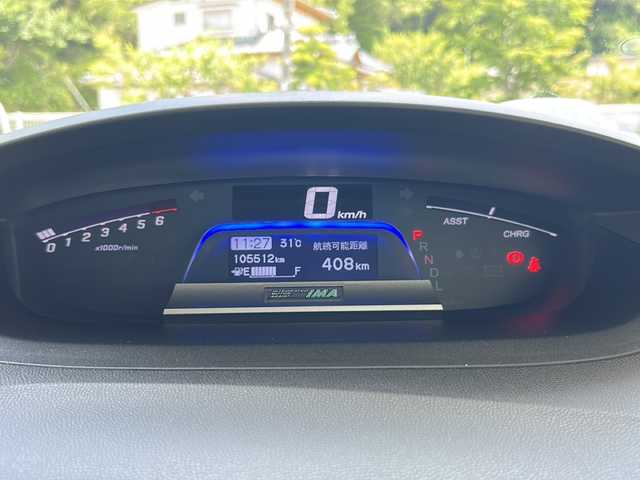 0 km/h
0 1 2 3 4 5 6
x1000r/min
ASST CHRG
11:27 31℃ 航続可能距離
105512km
E F 408km
P
R
N
D
L
IMA